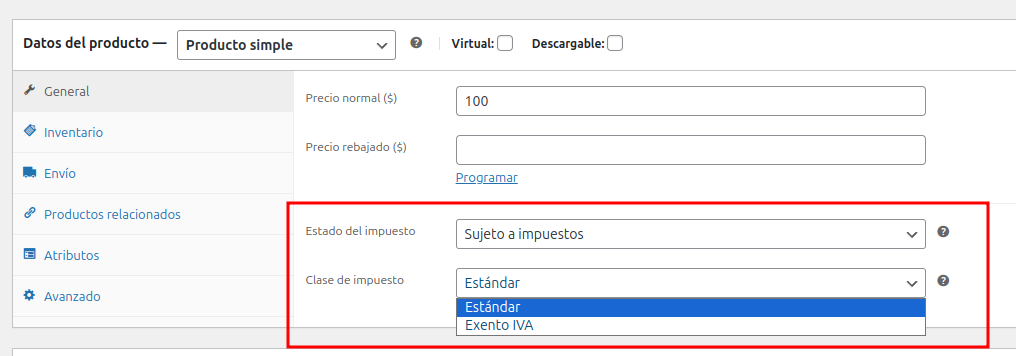 Datos del producto — Producto simple Virtual: Descargable:
General
Inventario
Envío
Productos relacionados
Atributos
Avanzado
Precio normal ($) 100
Precio rebajado ($)
Programar
Estado del impuesto Sujeto a impuestos
Clase de impuesto Estándar
Estándar
Exento IVA